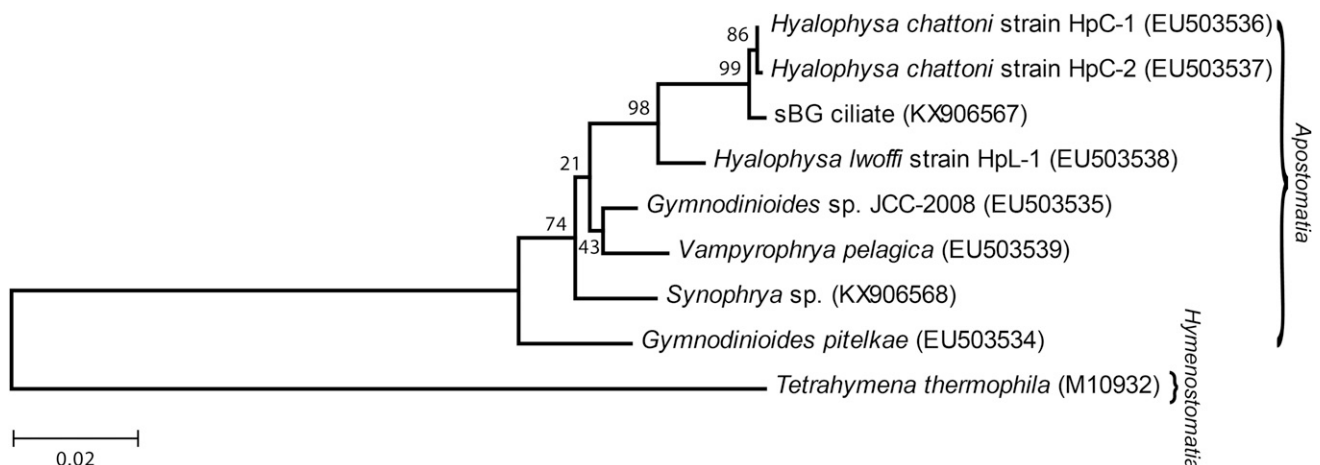 86
Hyalophysa chattoni strain HpC-1 (EU503536)
99
Hyalophysa chattoni strain HpC-2 (EU503537)
98
sBG ciliate (KX906567)
Hyalophysa lwoffi strain HpL-1 (EU503538)
21
Gymnodinioides sp. JCC-2008 (EU503535)
74
43
Vampyrophrya pelagica (EU503539)
Synophrya sp. (KX906568)
Gymnodinioides pitelkae (EU503534)
Tetrahymena thermophila (M10932)
Apostomatia
Hymenostomatia
0.02